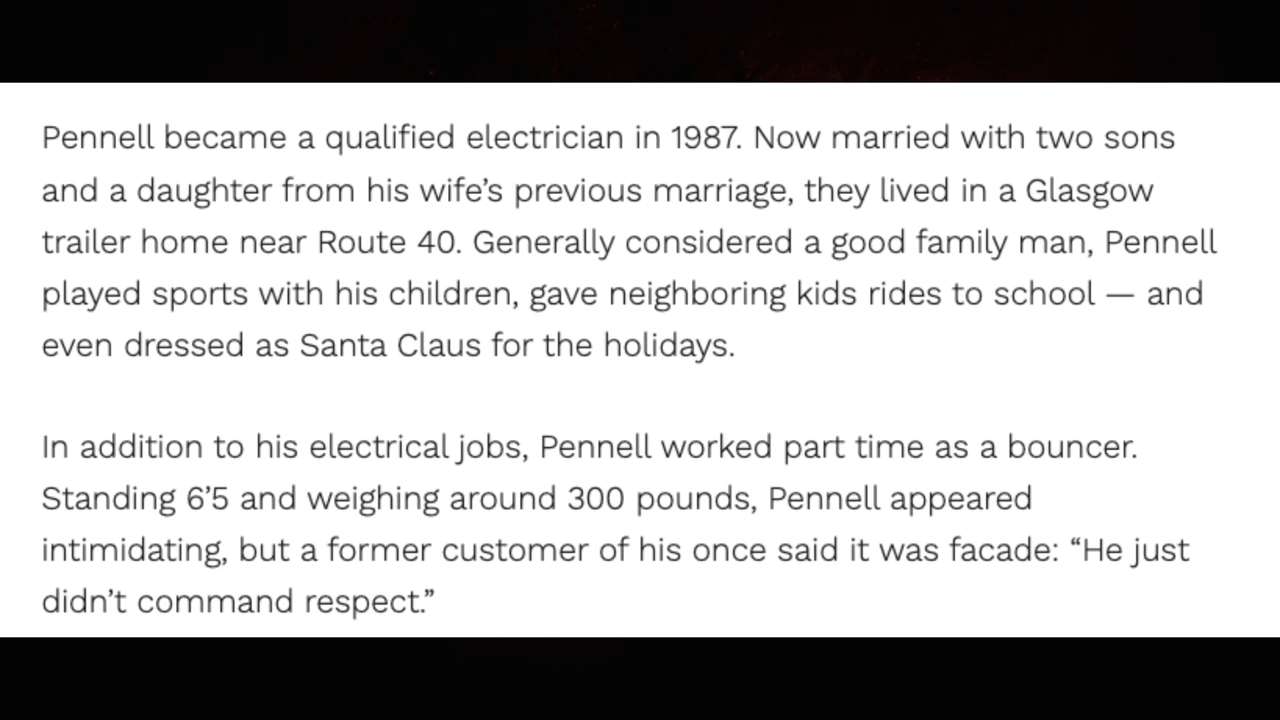 Pennell became a qualified electrician in 1987. Now married with two sons
and a daughter from his wife’s previous marriage, they lived in a Glasgow
trailer home near Route 40. Generally considered a good family man, Pennell
played sports with his children, gave neighboring kids rides to school — and
even dressed as Santa Claus for the holidays.
In addition to his electrical jobs, Pennell worked part time as a bouncer.
Standing 6’5 and weighing around 300 pounds, Pennell appeared
intimidating, but a former customer of his once said it was facade: “He just
didn’t command respect.”